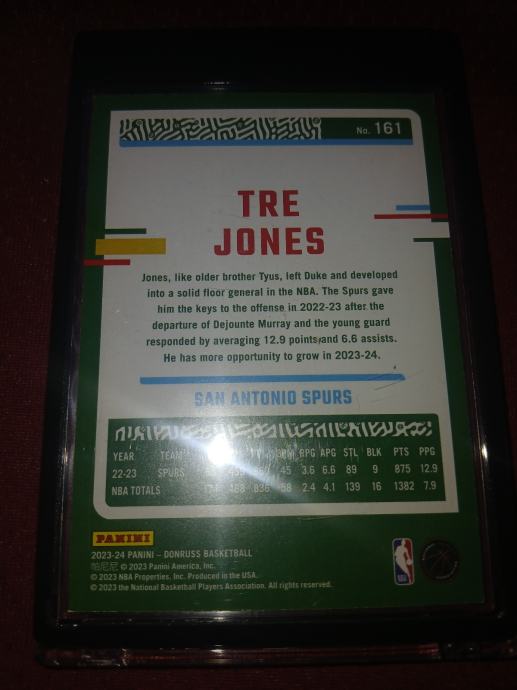 No. 161
TRE
JONES
Jones, like older brother Tyus, left Duke and developed
into a solid floor general in the NBA. The Spurs gave
him the keys to the offense in 2022-23 after the
departure of Dejounte Murray and the young guard
responded by averaging 12.9 points and 6.6 assists.
He has more opportunity to grow in 2023-24.
SAN ANTONIO SPURS
YEAR TEAM RPG APG STL BLK PTS PPG
22-23 SPURS .45 3.6 6.6 89 9 875 12.9
NBA TOTALS .836 58 2.4 4.1 139 16 1382 7.9
PANINI
2023-24 PANINI – DONRUSS BASKETBALL
帕尼尼 © 2023 Panini America, Inc.
© 2023 NBA Properties, Inc. Produced in the USA.
© 2023 the National Basketball Players Association. All rights reserved.